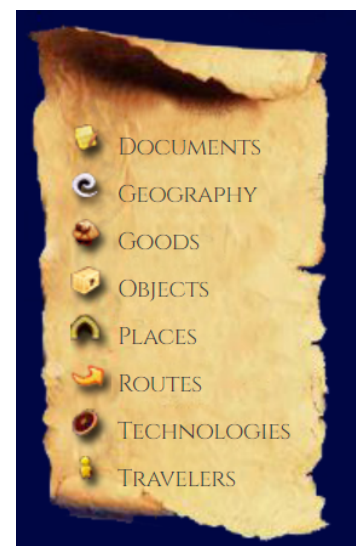 Documents
Geography
Goods
Objects
Places
Routes
Technologies
Travelers